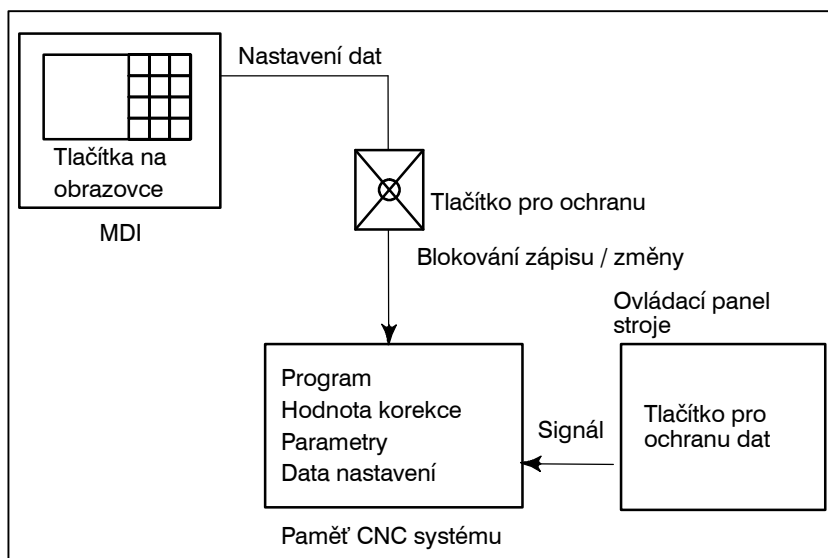 Nastavení dat
Tlačítka na
obrazovce
MDI
Tlačítko pro ochranu
Blokování zápisu / změny
Ovládací panel
stroje
Program
Hodnota korekce
Parametry
Data nastavení
Signál
Tlačítko pro
ochranu dat
Paměť CNC systému